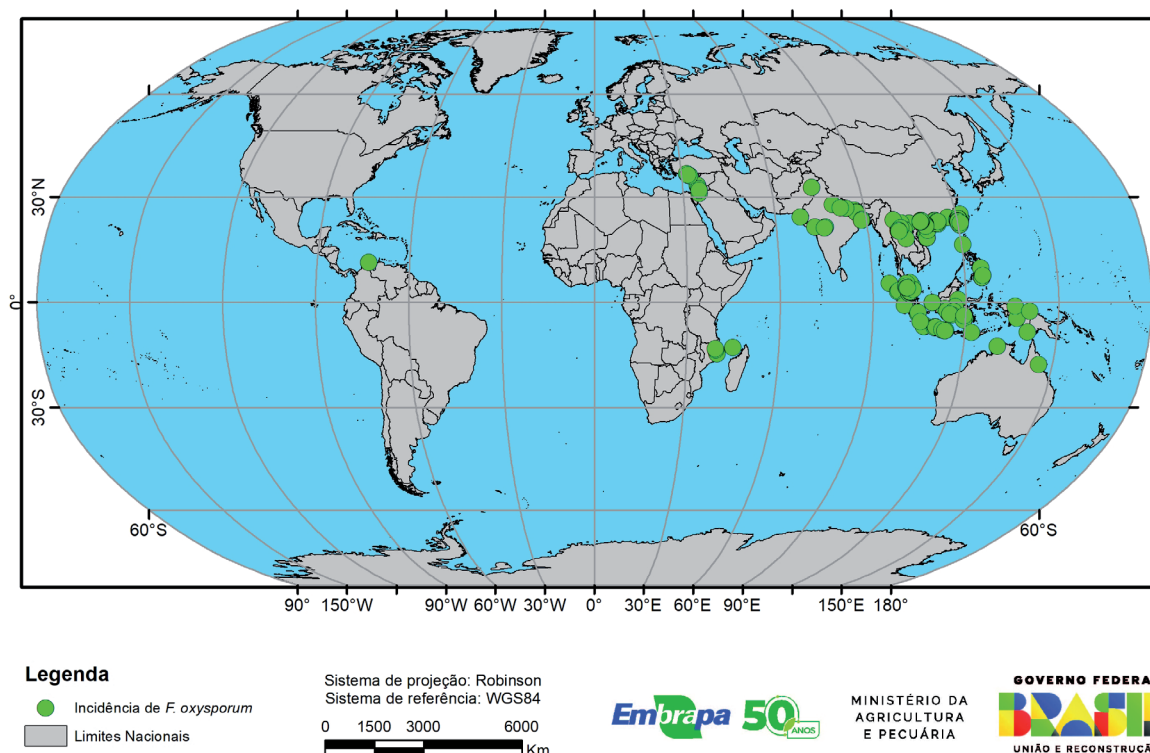 30°N
0°
30°S
60°S
60°S
90° 150°W 90°W 60°W 30°W 0° 30°E 60°E 90°E 150°E 180°
Legenda
Incidência de F. oxysporum
Limites Nacionais
Sistema de projeção: Robinson
Sistema de referência: WGS84
0 1500 3000 6000
Km
Embrapa 50 ANOS
MINISTÉRIO DA
AGRICULTURA
E PECUÁRIA
GOVERNO FEDERA
BRASI
UNIÃO E RECONSTRUÇÃ